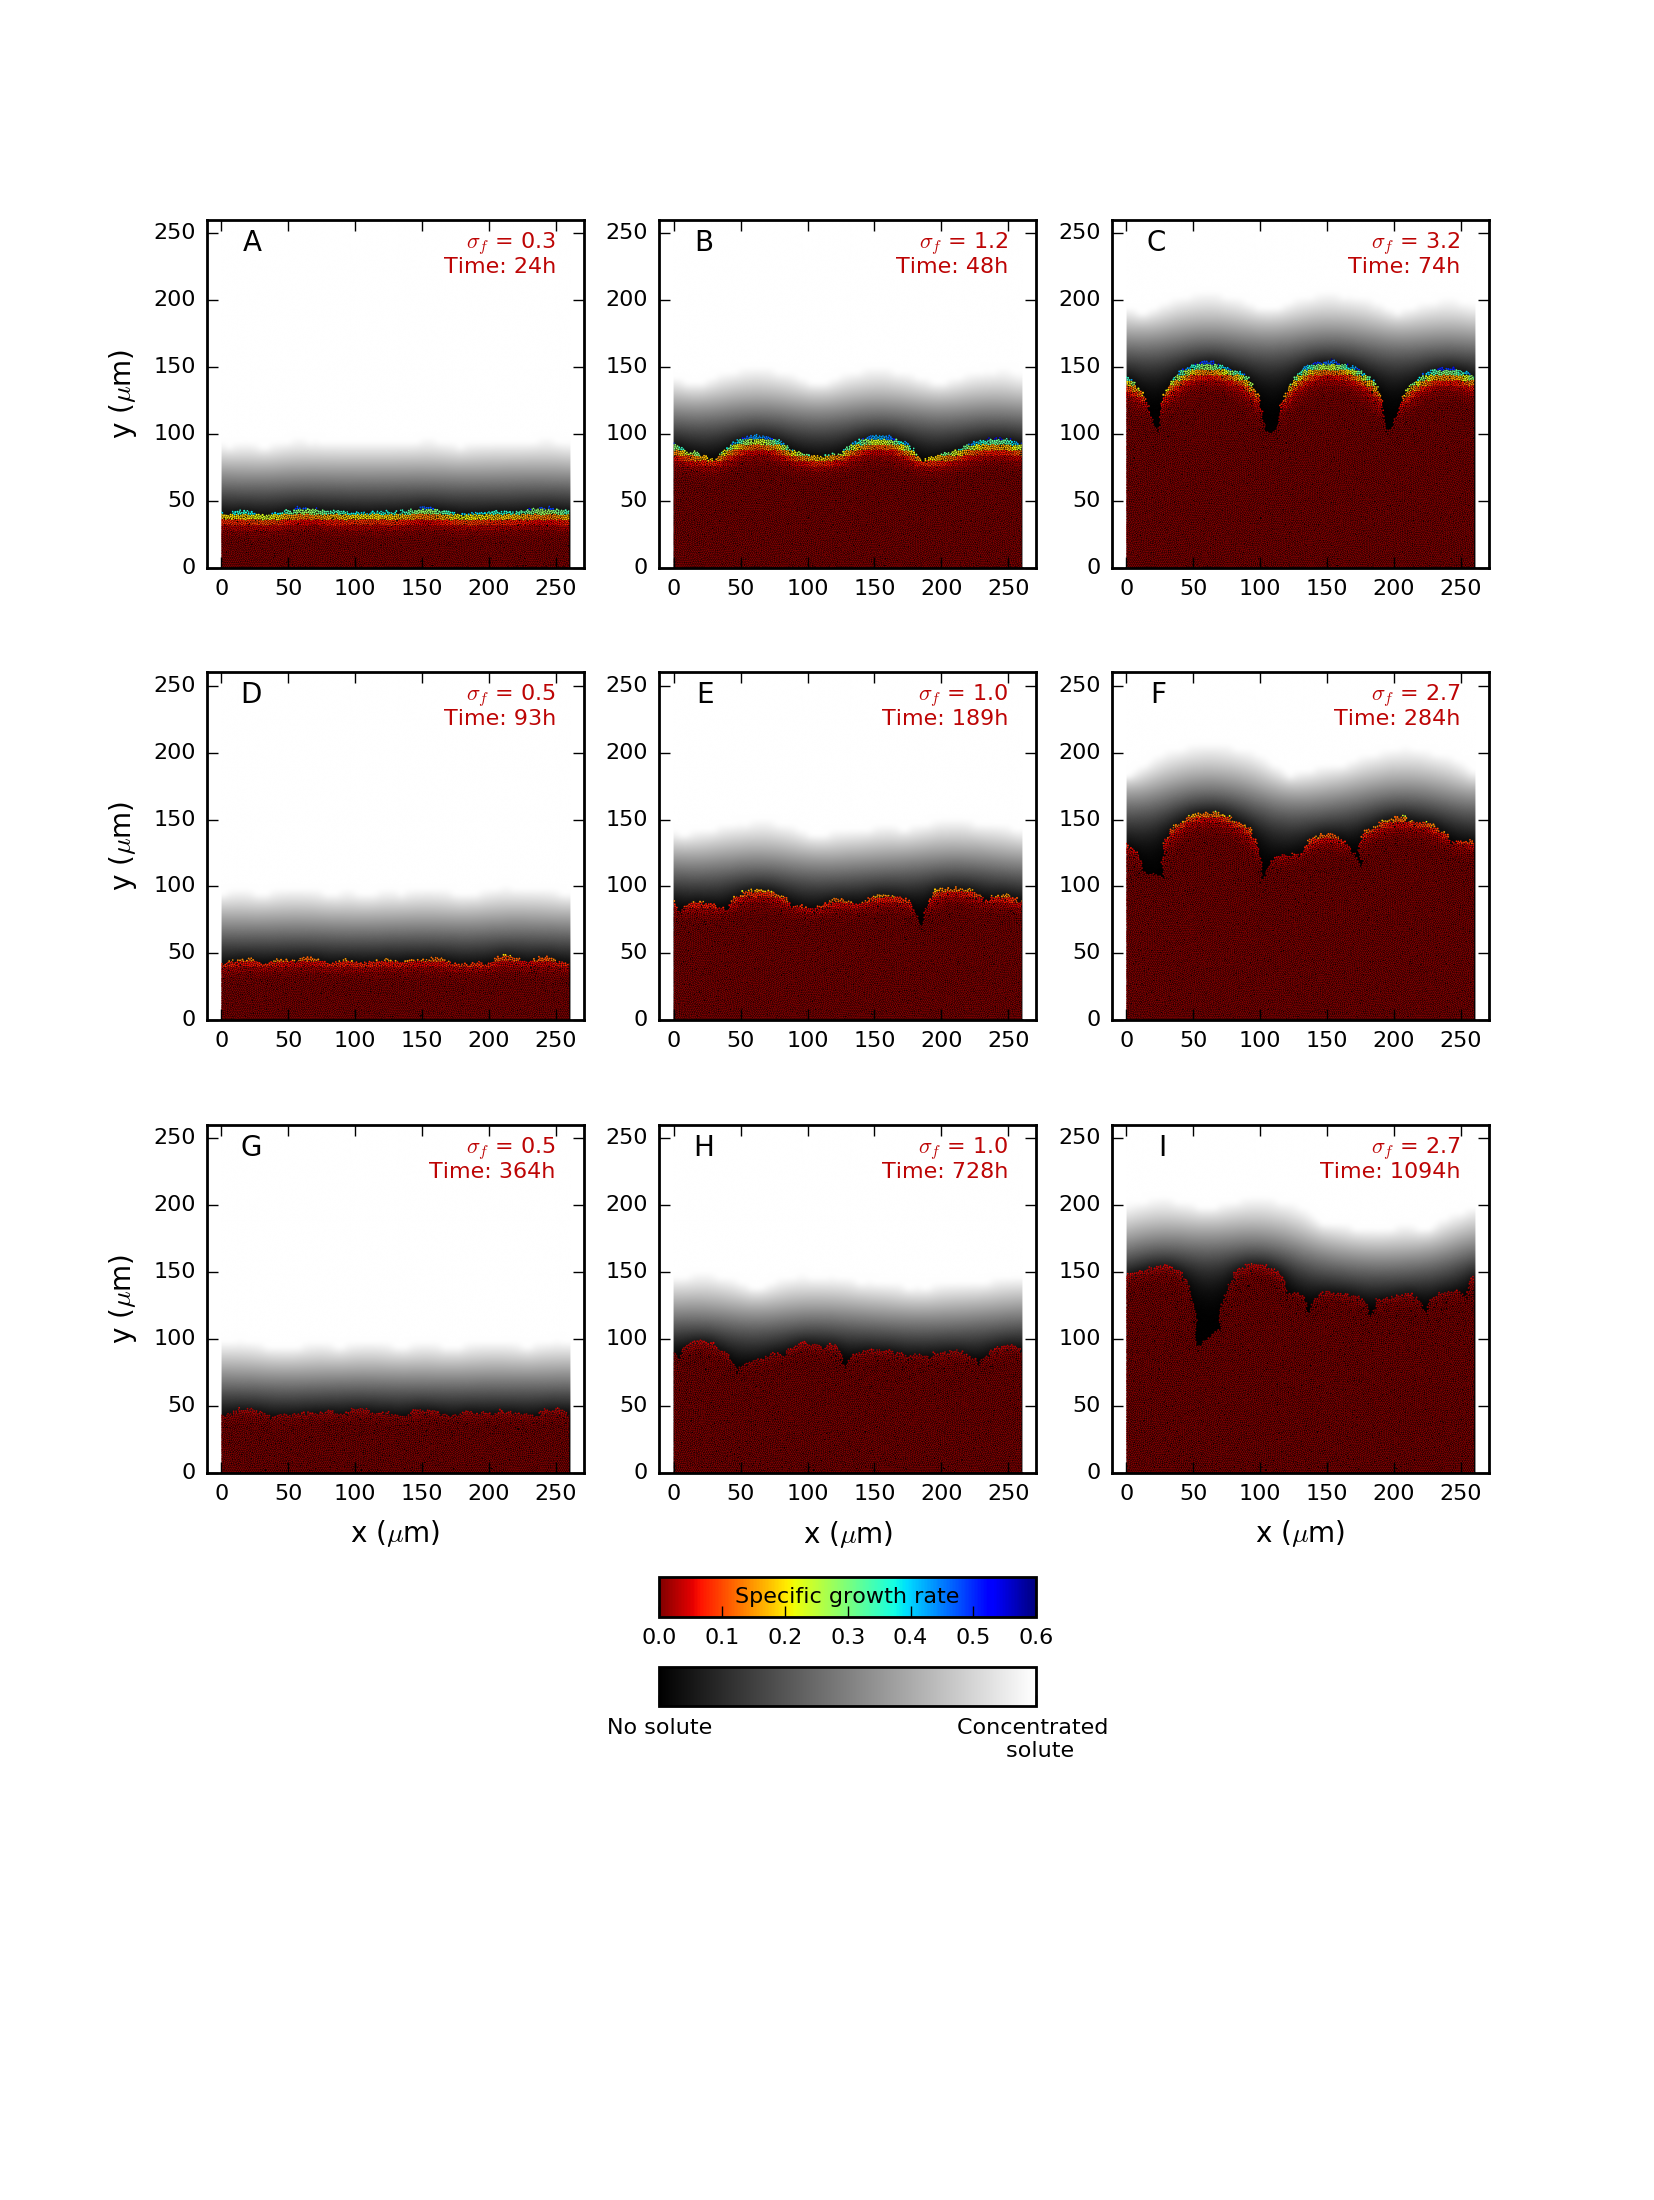 A
σf = 0.3
Time: 24h
250
200
150
100
50
0
y (μm)
0 50 100 150 200 250
B
σf = 1.2
Time: 48h
250
200
150
100
50
0
0 50 100 150 200 250
C
σf = 3.2
Time: 74h
250
200
150
100
50
0
0 50 100 150 200 250
D
σf = 0.5
Time: 93h
250
200
150
100
50
0
y (μm)
0 50 100 150 200 250
E
σf = 1.0
Time: 189h
250
200
150
100
50
0
0 50 100 150 200 250
F
σf = 2.7
Time: 284h
250
200
150
100
50
0
0 50 100 150 200 250
G
σf = 0.5
Time: 364h
250
200
150
100
50
0
y (μm)
0 50 100 150 200 250
x (μm)
H
σf = 1.0
Time: 728h
250
200
150
100
50
0
0 50 100 150 200 250
x (μm)
I
σf = 2.7
Time: 1094h
250
200
150
100
50
0
0 50 100 150 200 250
x (μm)
Specific growth rate
0.0 0.1 0.2 0.3 0.4 0.5 0.6
No solute
Concentrated
solute